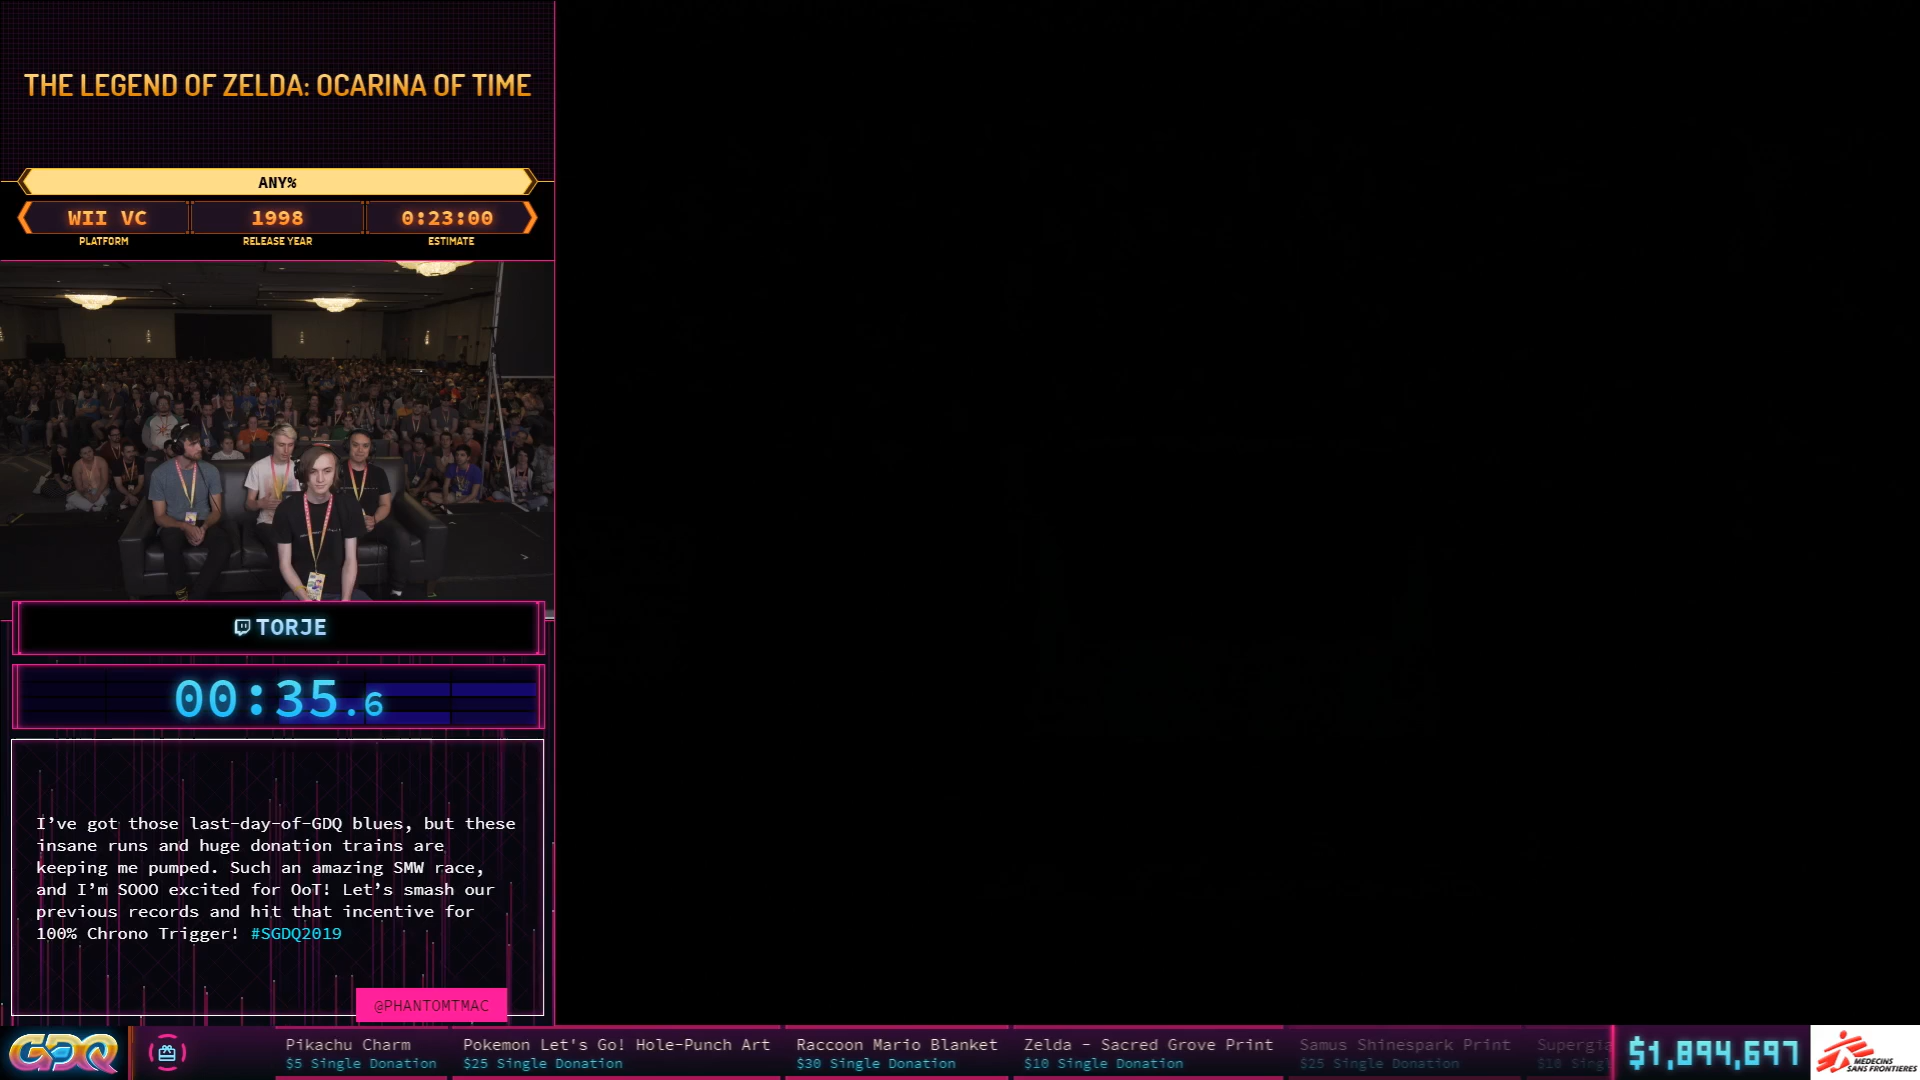 THE LEGEND OF ZELDA: OCARINA OF TIME
ANY%
WII VC 1998 0:23:00
PLATFORM RELEASE YEAR ESTIMATE
TORJE
00:35.6
I’ve got those last-day-of-GDQ blues, but these
insane runs and huge donation trains are
keeping me pumped. Such an amazing SMW race,
and I’m SOOO excited for OoT! Let’s smash our
previous records and hit that incentive for
100% Chrono Trigger! #SGDQ2019
@PHANTOMTMAC
GDQ
Pikachu Charm
$5 Single Donation
Pokemon Let's Go! Hole-Punch Art
$25 Single Donation
Raccoon Mario Blanket
$30 Single Donation
Zelda - Sacred Grove Print
$10 Single Donation
Samus Shinespark Print
$25 Single Donation
Supergia
$10 Singl
$1,894,697
MEDECINS
SANS FRONTIERES